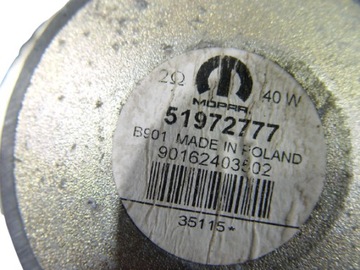 2Ω 40 W
MOPAR
51972777
B901 MADE IN POLAND
90162403502
35115*